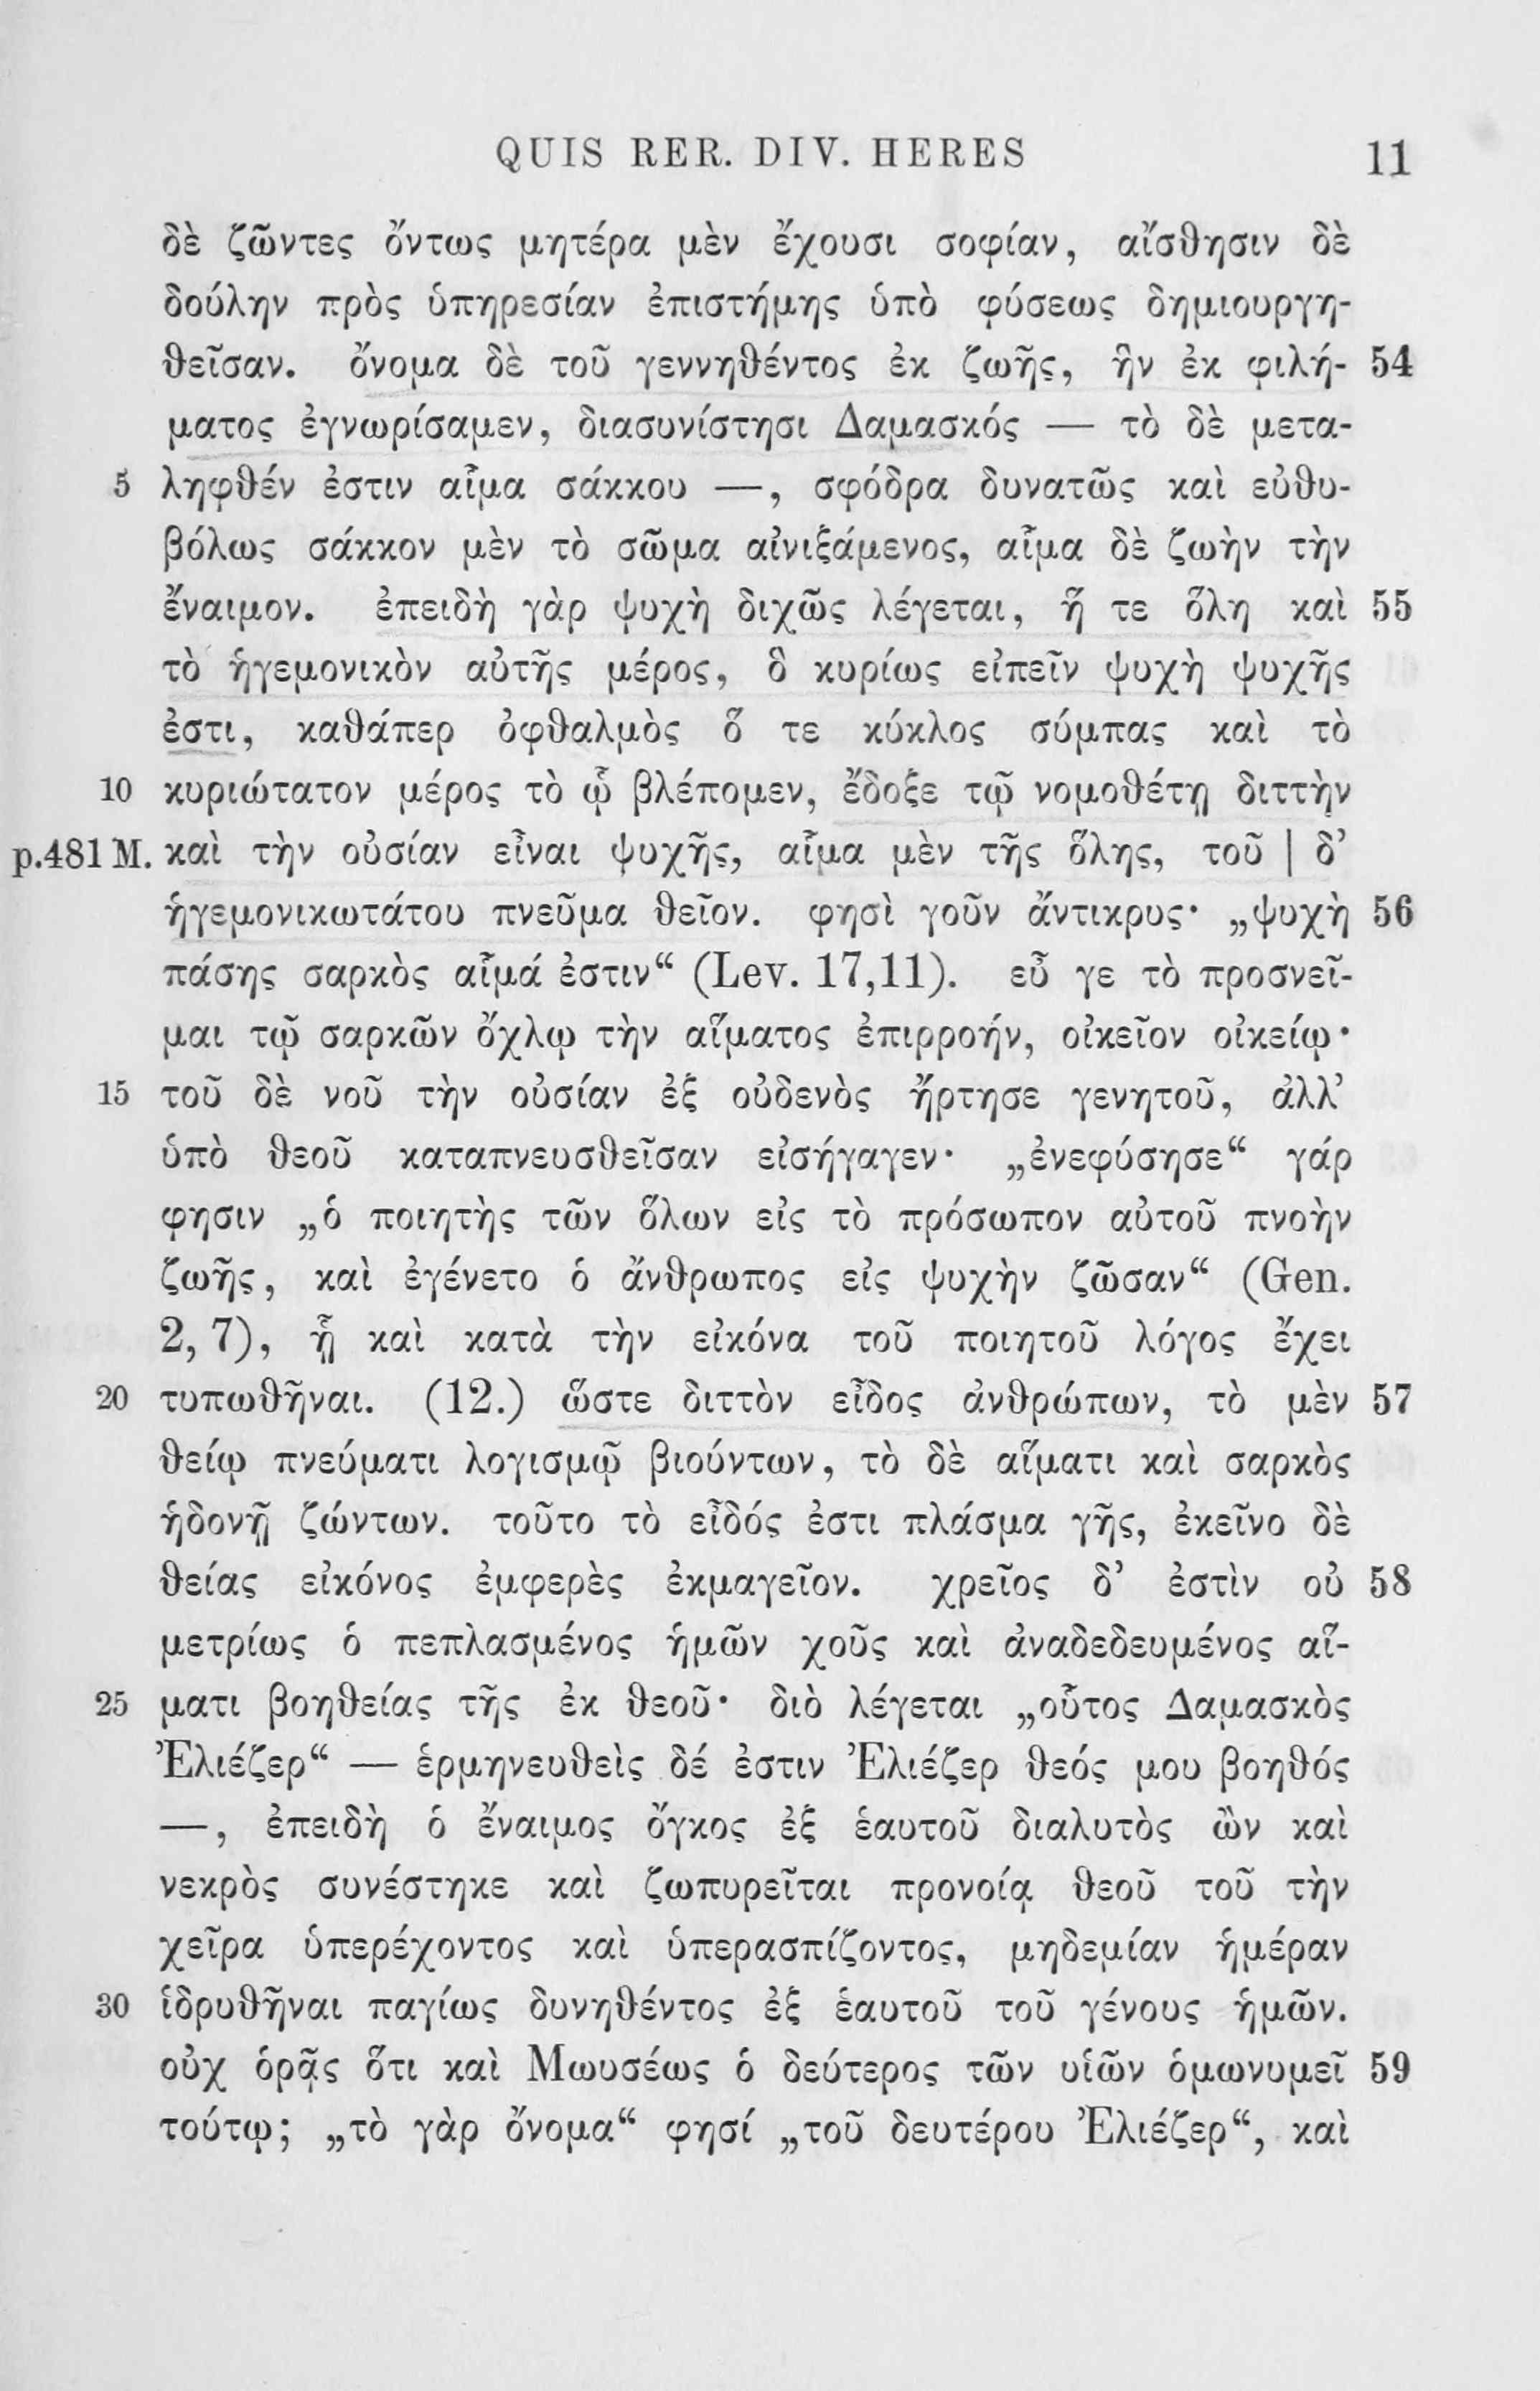 QUIS RER. DIV. HERES 11
δὲ ζῶντες ὄντως μητέρα μὲν ἔχουσι σοφίαν, αἴσθησιν δὲ
δούλην πρὸς ὑπηρεσίαν ἐπιστήμης ὑπὸ φύσεως δημιουργη-
θεῖσαν. ὄνομα δὲ τοῦ γεννηθέντος ἐκ ζωῆς, ἣν ἐκ φιλή- 54
ματος ἐγνωρίσαμεν, διασυνίστησι Δαμασκός — τὸ δὲ μετα-
5 ληφθέν ἐστιν αἷμα σάκκου —, σφόδρα δυνατῶς καὶ εὐθυ-
βόλως σάκκον μὲν τὸ σῶμα αἰνιξάμενος, αἷμα δὲ ζωὴν τὴν
ἔναιμον. ἐπειδὴ γὰρ ψυχὴ διχῶς λέγεται, ἥ τε ὅλη καὶ 55
τὸ ἡγεμονικὸν αὐτῆς μέρος, ὃ κυρίως εἰπεῖν ψυχὴ ψυχῆς
ἐστι, καθάπερ ὀφθαλμὸς ὅ τε κύκλος σύμπας καὶ τὸ
10 κυριώτατον μέρος τὸ ᾧ βλέπομεν, ἔδοξε τῷ νομοθέτῃ διττὴν
p.481 M. καὶ τὴν οὐσίαν εἶναι ψυχῆς, αἷμα μὲν τῆς ὅλης, τοῦ | δ’
ἡγεμονικωτάτου πνεῦμα θεῖον. φησὶ γοῦν ἄντικρυς· „ψυχὴ 56
πάσης σαρκὸς αἷμά ἐστιν“ (Lev. 17,11). εὖ γε τὸ προσνεῖ-
μαι τῷ σαρκῶν ὄχλῳ τὴν αἵματος ἐπιρροήν, οἰκεῖον οἰκείῳ·
15 τοῦ δὲ νοῦ τὴν οὐσίαν ἐξ οὐδενὸς ἤρτησε γενητοῦ, ἀλλ’
ὑπὸ θεοῦ καταπνευσθεῖσαν εἰσήγαγεν· „ἐνεφύσησε“ γάρ
φησιν „ὁ ποιητὴς τῶν ὅλων εἰς τὸ πρόσωπον αὐτοῦ πνοὴν
ζωῆς, καὶ ἐγένετο ὁ ἄνθρωπος εἰς ψυχὴν ζῶσαν“ (Gen.
2, 7), ᾗ καὶ κατὰ τὴν εἰκόνα τοῦ ποιητοῦ λόγος ἔχει
20 τυπωθῆναι. (12.) ὥστε διττὸν εἶδος ἀνθρώπων, τὸ μὲν 57
θείῳ πνεύματι λογισμῷ βιούντων, τὸ δὲ αἵματι καὶ σαρκὸς
ἡδονῇ ζώντων. τοῦτο τὸ εἶδός ἐστι πλάσμα γῆς, ἐκεῖνο δὲ
θείας εἰκόνος ἐμφερὲς ἐκμαγεῖον. χρεῖος δ’ ἐστὶν οὐ 58
μετρίως ὁ πεπλασμένος ἡμῶν χοῦς καὶ ἀναδεδευμένος αἵ-
25 ματι βοηθείας τῆς ἐκ θεοῦ· διὸ λέγεται „οὗτος Δαμασκὸς
Ἐλιέζερ“ — ἑρμηνευθεὶς δέ ἐστιν Ἐλιέζερ θεός μου βοηθός
—, ἐπειδὴ ὁ ἔναιμος ὄγκος ἐξ ἑαυτοῦ διαλυτὸς ὢν καὶ
νεκρὸς συνέστηκε καὶ ζωπυρεῖται προνοίᾳ θεοῦ τοῦ τὴν
χεῖρα ὑπερέχοντος καὶ ὑπερασπίζοντος, μηδεμίαν ἡμέραν
30 ἱδρυθῆναι παγίως δυνηθέντος ἐξ ἑαυτοῦ τοῦ γένους ἡμῶν.
οὐχ ὁρᾷς ὅτι καὶ Μωυσέως ὁ δεύτερος τῶν υἱῶν ὁμωνυμεῖ 59
τούτῳ; „τὸ γὰρ ὄνομα“ φησί „τοῦ δευτέρου Ἐλιέζερ“, καὶ